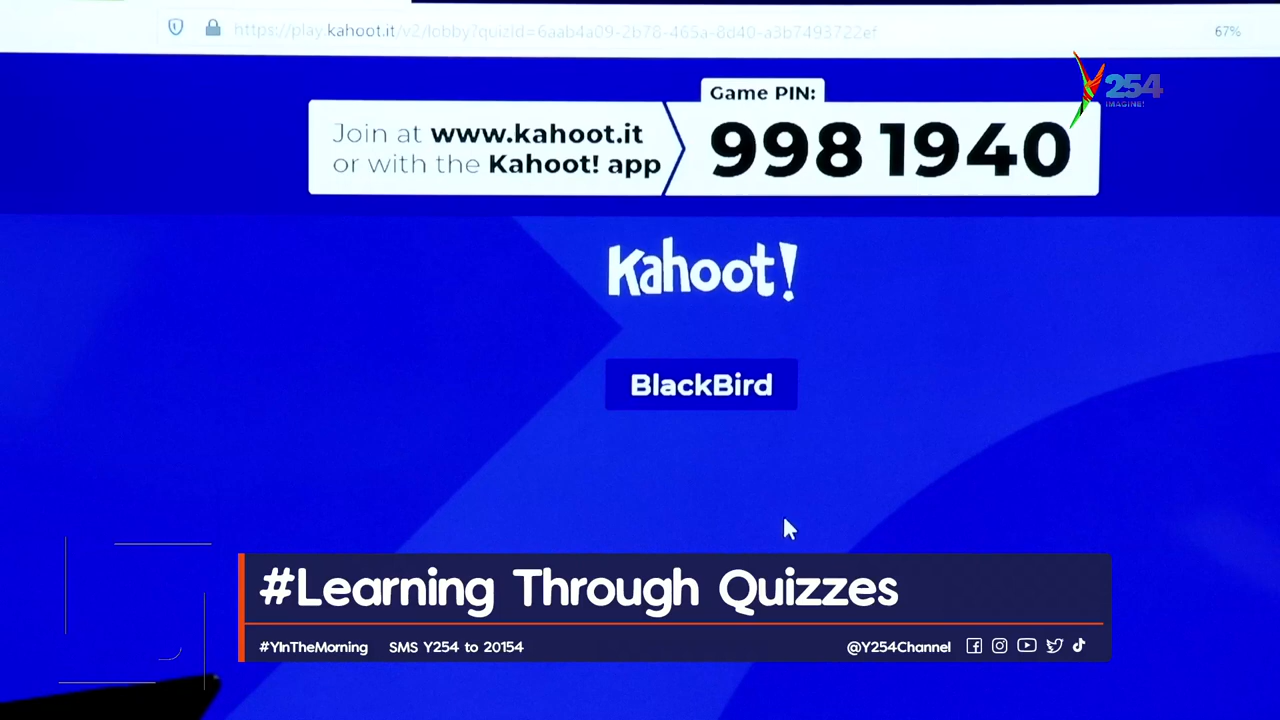 https://play.kahoot.it/v2/lobby?quizId=6aab4a09-2b78-465a-8d40-a3b7493722ef
67%
Y254
IMAGINE!
Game PIN:
Join at www.kahoot.it
or with the Kahoot! app
998 1940
Kahoot!
BlackBird
#Learning Through Quizzes
#YInTheMorning SMS Y254 to 20154
@Y254Channel